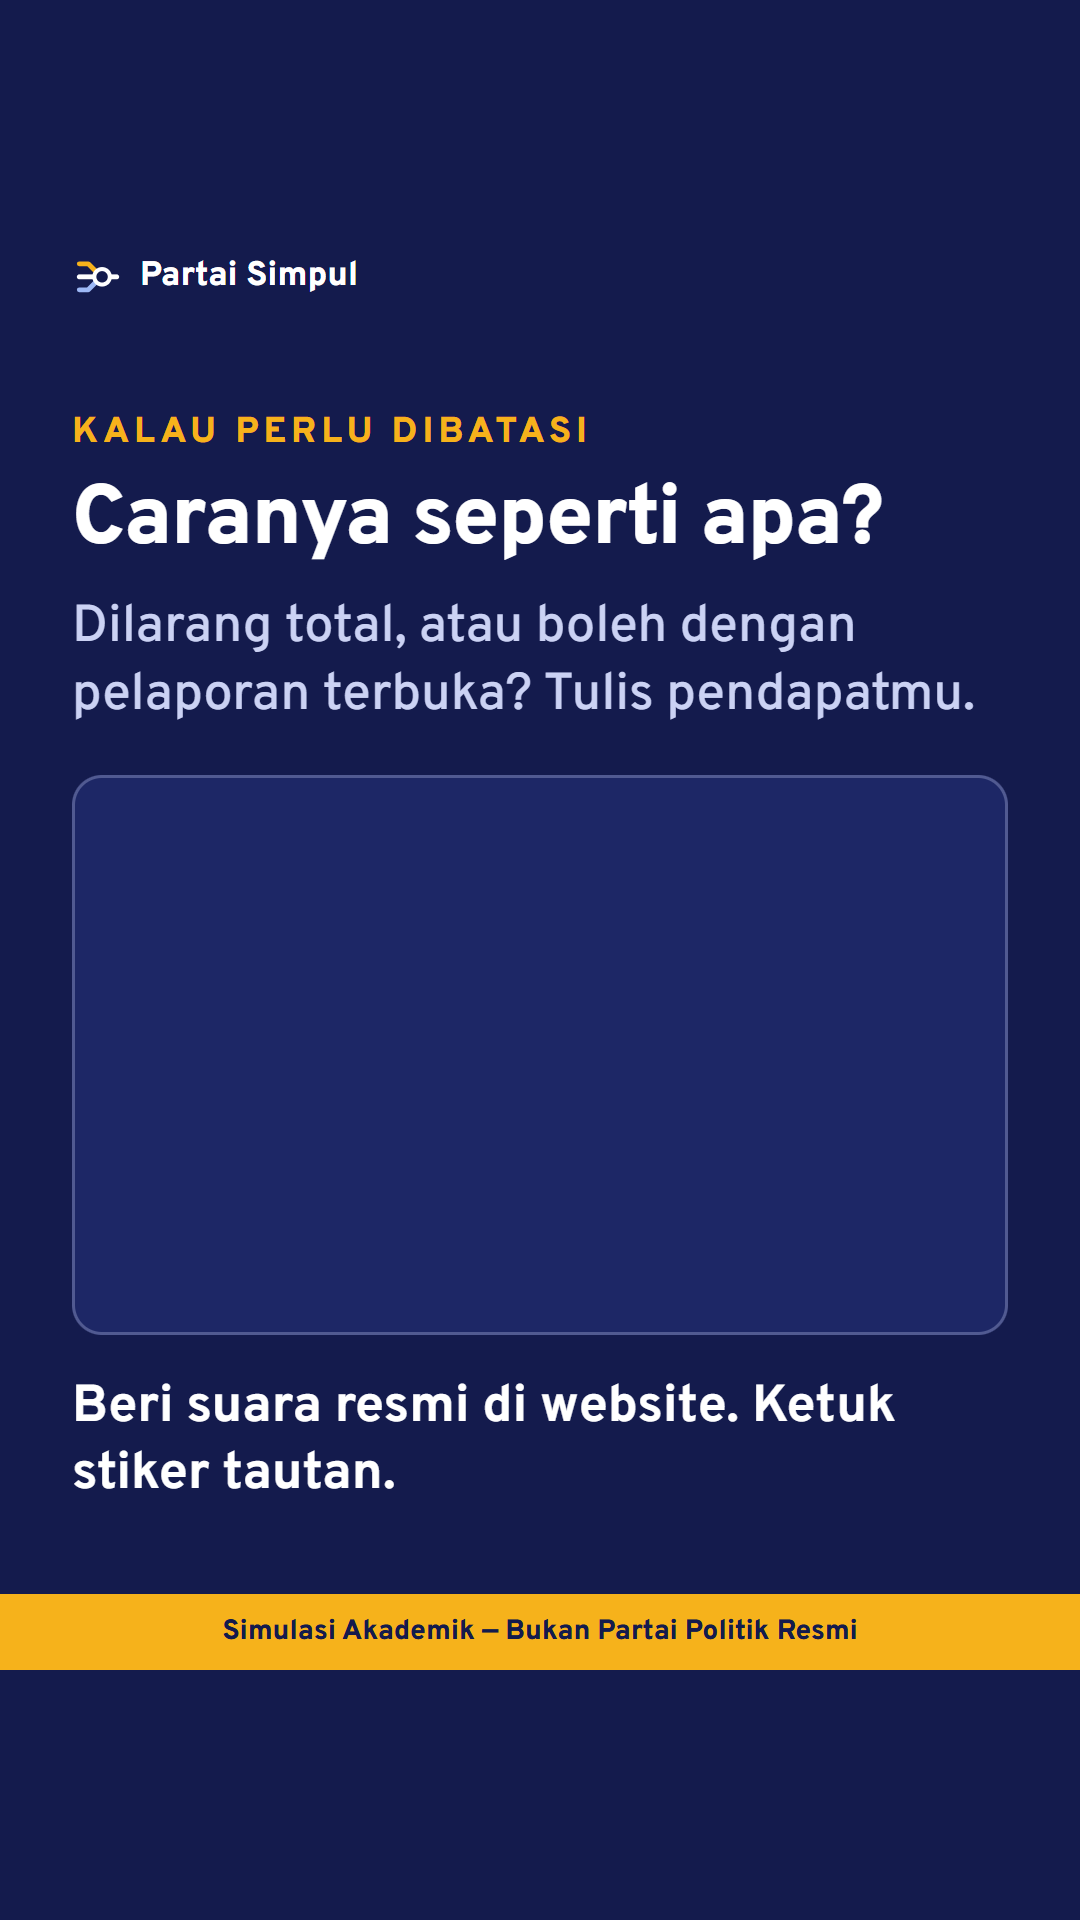 Partai Simpul
KALAU PERLU DIBATASI
Caranya seperti apa?
Dilarang total, atau boleh dengan
pelaporan terbuka? Tulis pendapatmu.
Beri suara resmi di website. Ketuk
stiker tautan.
Simulasi Akademik — Bukan Partai Politik Resmi